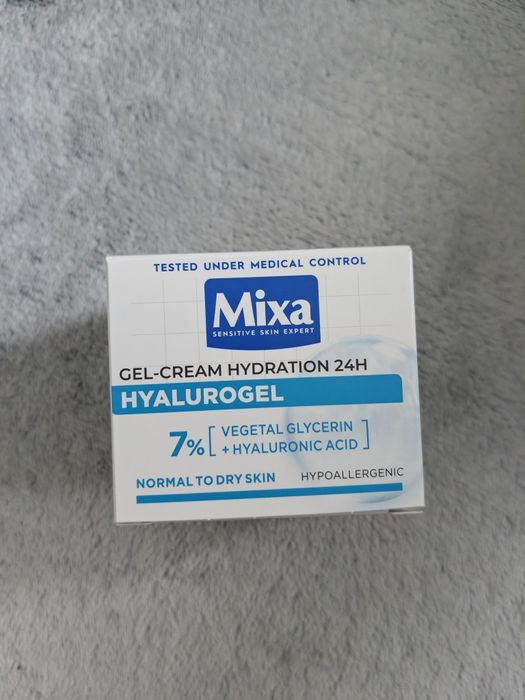 TESTED UNDER MEDICAL CONTROL
Mixa
SENSITIVE SKIN EXPERT
GEL-CREAM HYDRATION 24H
HYALUROGEL
7% [ VEGETAL GLYCERIN
+ HYALURONIC ACID ]
NORMAL TO DRY SKIN
HYPOALLERGENIC